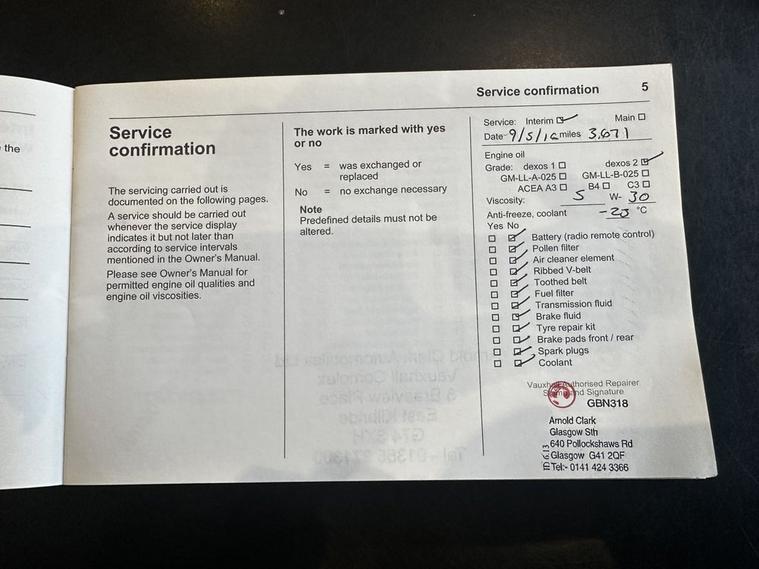 the
Service confirmation 5
Service
confirmation
The servicing carried out is
documented on the following pages.
A service should be carried out
whenever the service display
indicates it but not later than
according to service intervals
mentioned in the Owner's Manual.
Please see Owner's Manual for
permitted engine oil qualities and
engine oil viscosities.
The work is marked with yes
or no
Yes = was exchanged or
replaced
No = no exchange necessary
Note
Predefined details must not be
altered.
Service: Interim Main
Date 9/5/16 miles 3,671
Engine oil
Grade: dexos 1 dexos 2
GM-LL-A-025 GM-LL-B-025
ACEA A3 B4 C3
Viscosity: 5 W- 30
Anti-freeze, coolant -23 °C
Yes No
Battery (radio remote control)
Pollen filter
Air cleaner element
Ribbed V-belt
Toothed belt
Fuel filter
Transmission fluid
Brake fluid
Tyre repair kit
Brake pads front / rear
Spark plugs
Coolant
Vauxhall Authorised Repairer
Stamp and Signature
GBN318
Arnold Clark
Glasgow Sth
640 Pollockshaws Rd
Glasgow G41 2QF
Tel:- 0141 424 3366